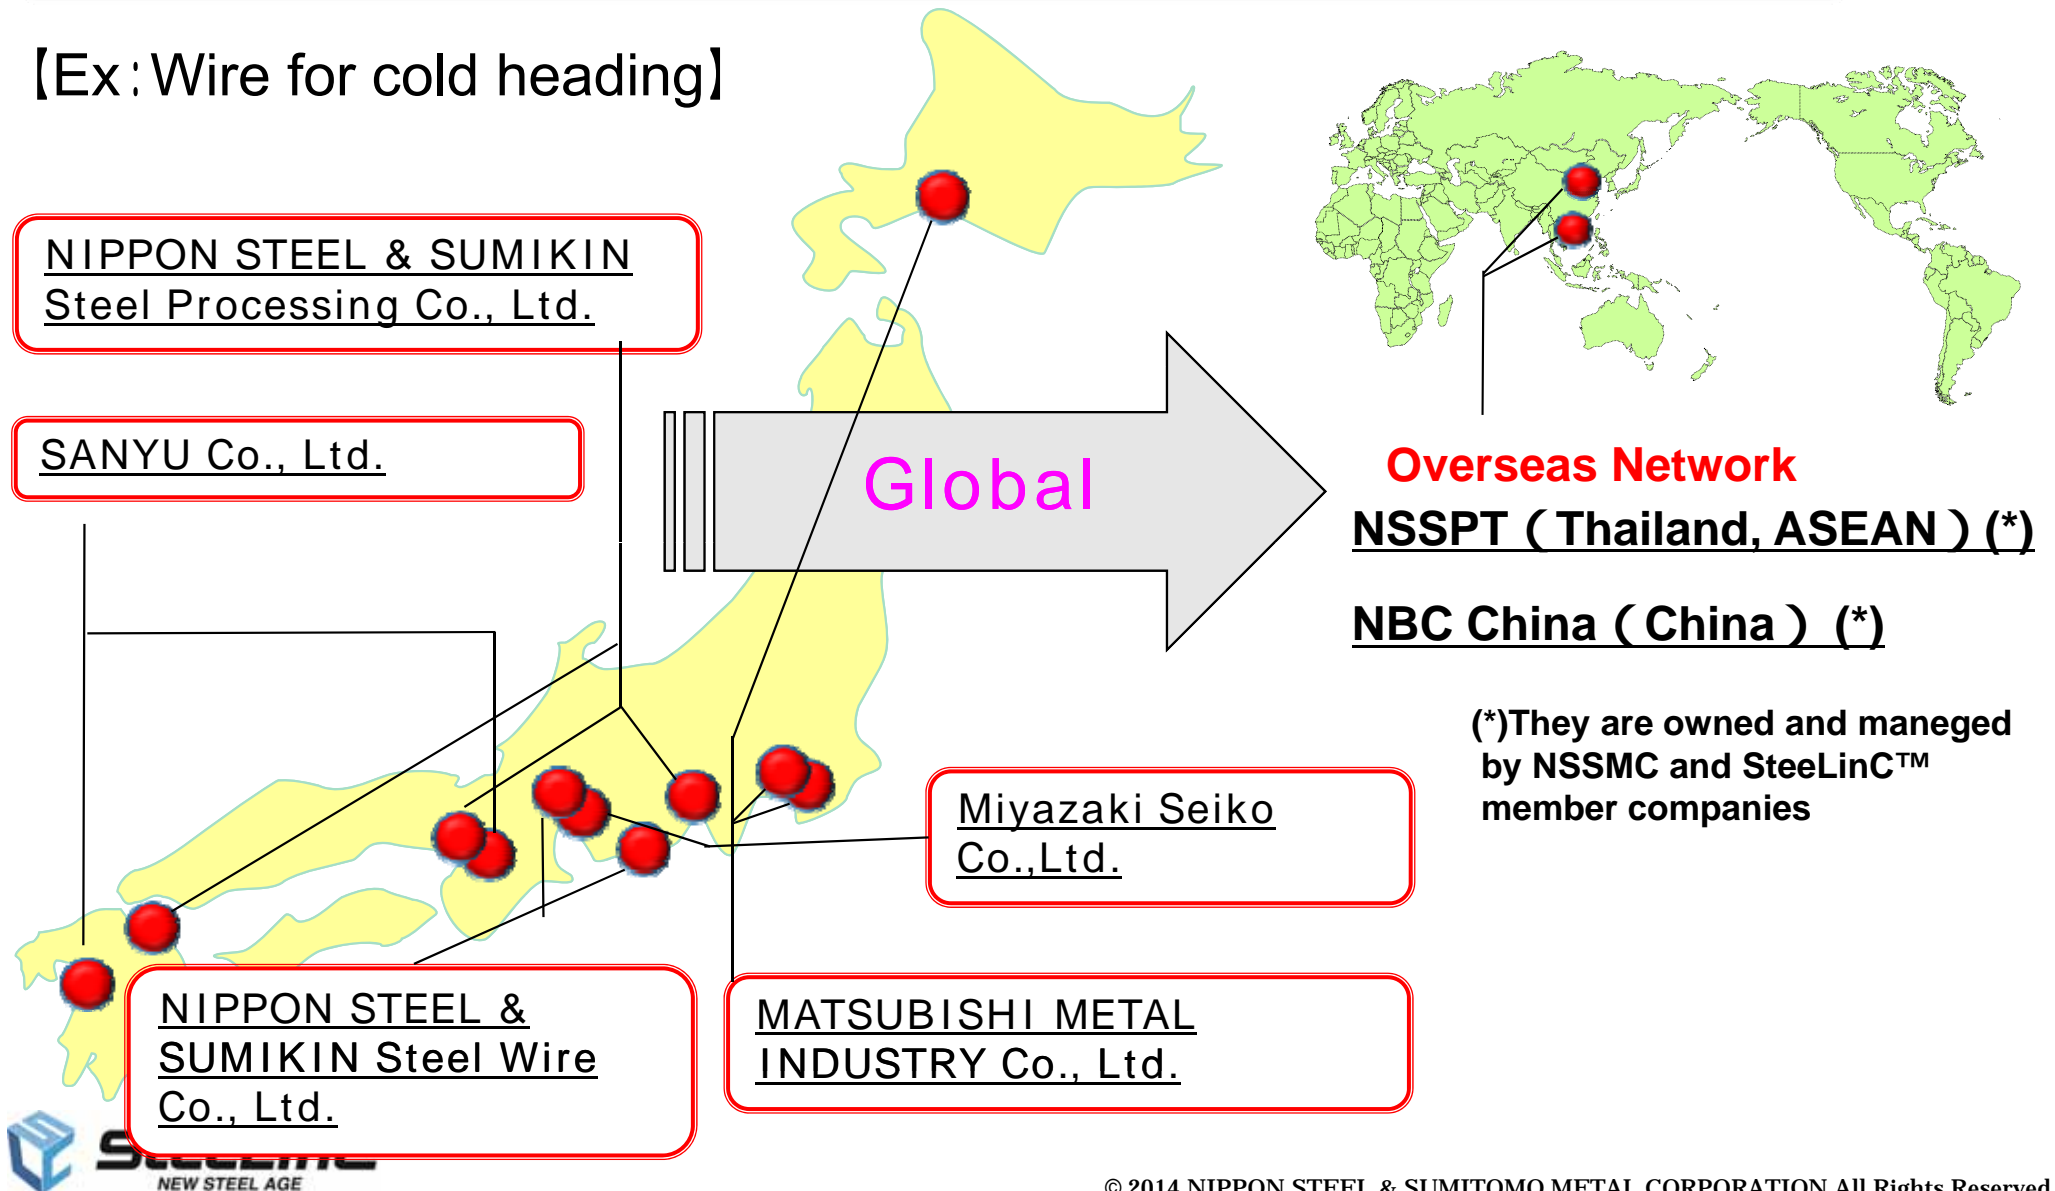 【Ex：Wire for cold heading】
NIPPON STEEL & SUMIKIN
Steel Processing Co., Ltd.
SANYU Co., Ltd.
Global
Overseas Network
NSSPT（Thailand, ASEAN）(*)
NBC China（China） (*)
(*)They are owned and maneged
by NSSMC and SteeLinC™
member companies
Miyazaki Seiko
Co.,Ltd.
NIPPON STEEL &
SUMIKIN Steel Wire
Co., Ltd.
MATSUBISHI METAL
INDUSTRY Co., Ltd.
NEW STEEL AGE
© 2014 NIPPON STEEL & SUMITOMO METAL CORPORATION All Rights Reserved